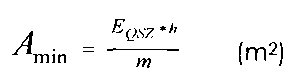 A_min = E_QSZ * h / m (m²)